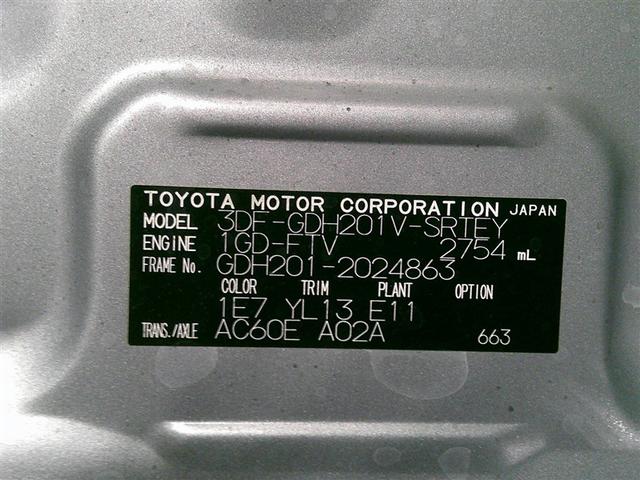 TOYOTA MOTOR CORPORATION JAPAN
MODEL 3DF-GDH201V-SRTEY
ENGINE 1GD-FTV 2754 mL
FRAME No. GDH201-2024863
COLOR TRIM PLANT OPTION
1E7 YL13 E11
TRANS./AXLE AC60E A02A 663